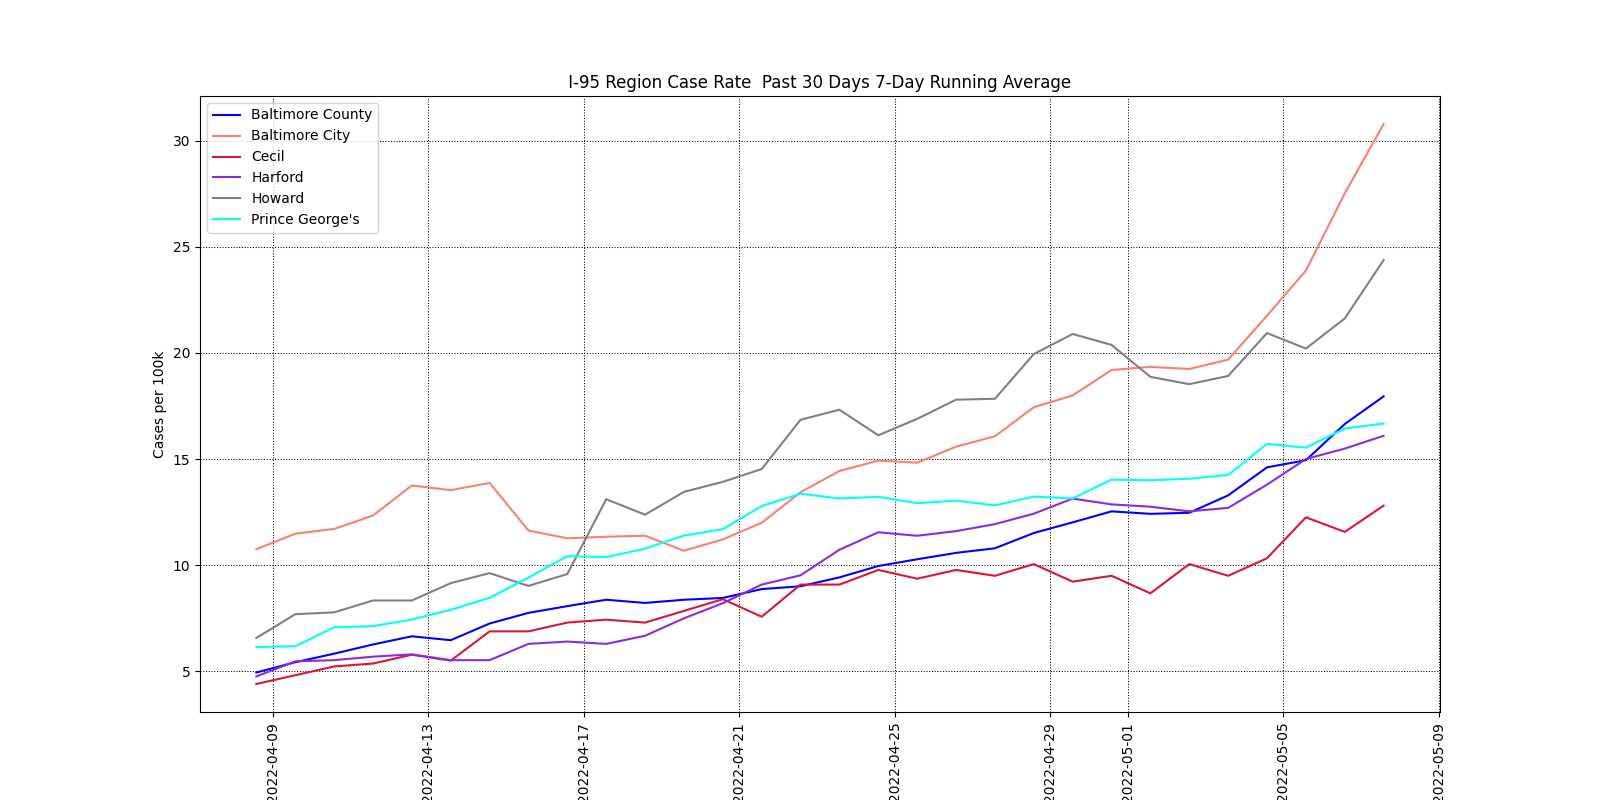 I-95 Region Case Rate  Past 30 Days 7-Day Running Average
Baltimore County
Baltimore City
Cecil
Harford
Howard
Prince George's
30
25
20
15
10
5
Cases per 100k
2022-04-09
2022-04-13
2022-04-17
2022-04-21
2022-04-25
2022-04-29
2022-05-01
2022-05-05
2022-05-09